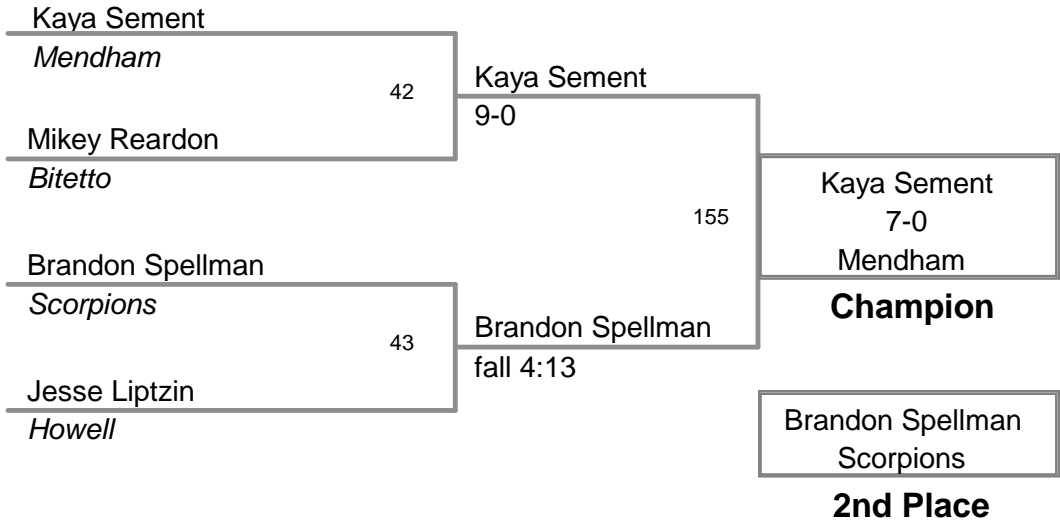 Kaya Sement
Mendham
42
Mikey Reardon
Bitetto
Kaya Sement
9-0
Brandon Spellman
Scorpions
43
Jesse Liptzin
Howell
Brandon Spellman
fall 4:13
155
Kaya Sement
7-0
Mendham
Champion
Brandon Spellman
Scorpions
2nd Place